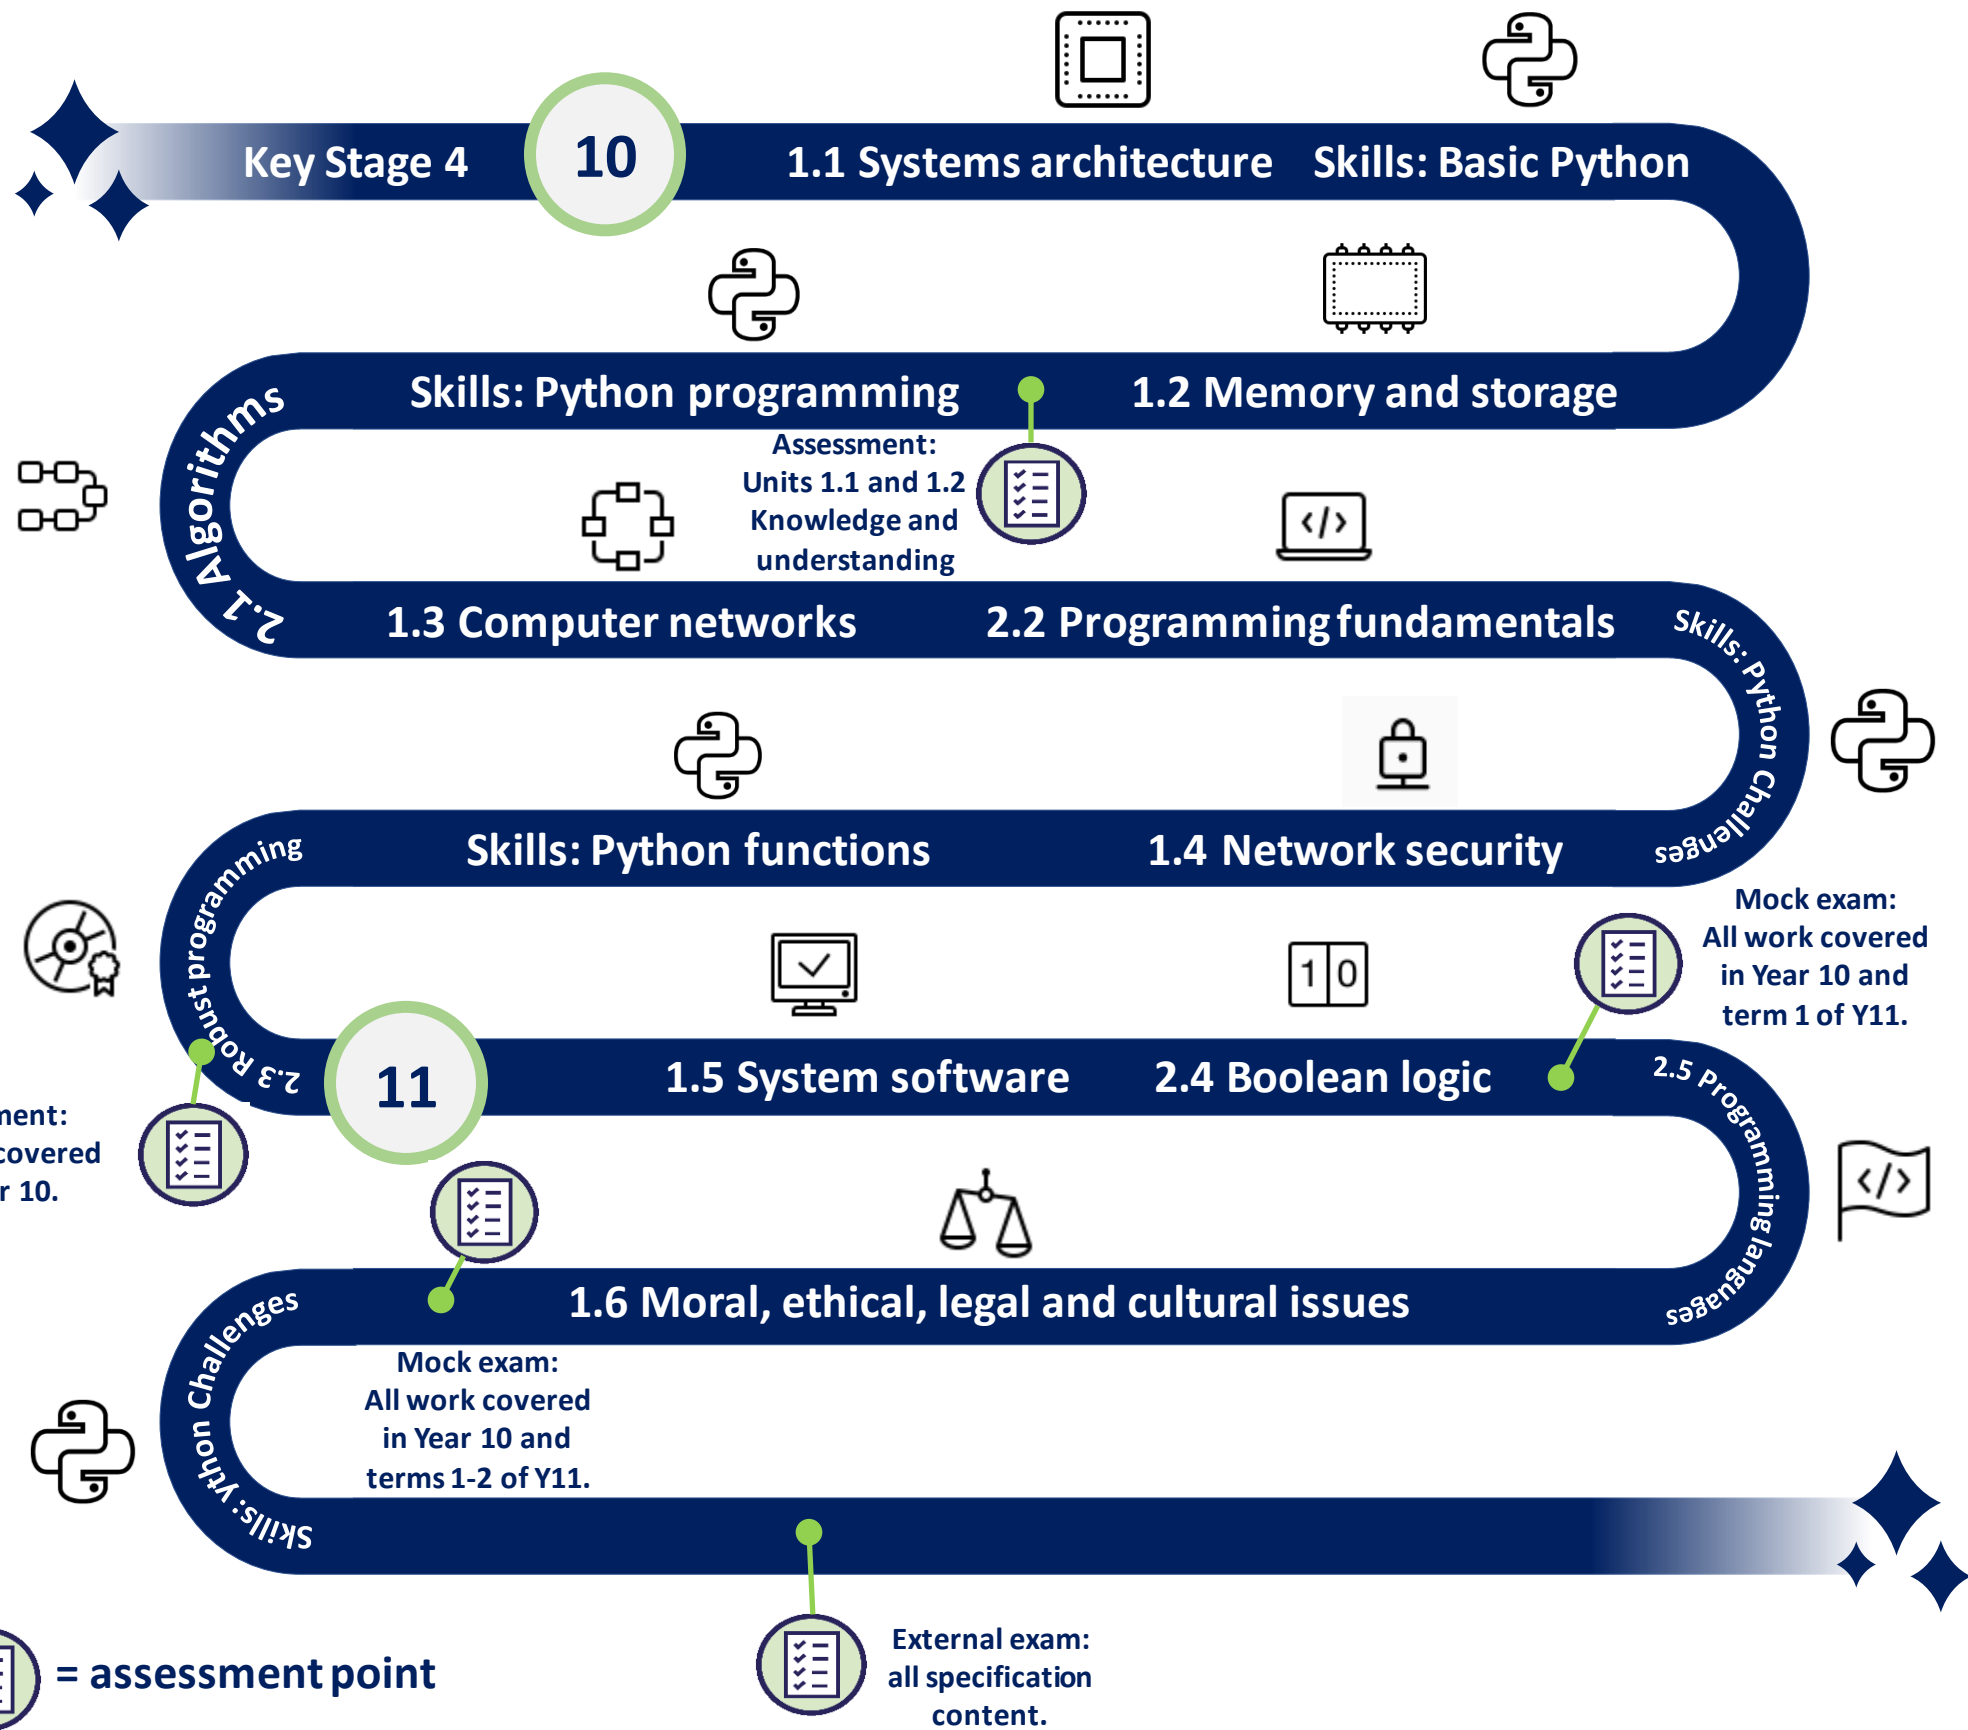 Key Stage 4
10
1.1 Systems architecture
Skills: Basic Python
1.2 Memory and storage
Skills: Python programming
Assessment:
Units 1.1 and 1.2
Knowledge and
understanding
2.1 Algorithms
1.3 Computer networks
2.2 Programming fundamentals
Skills: Python Challenges
1.4 Network security
Skills: Python functions
2.3 Robust programming
ment:
covered
r 10.
11
1.5 System software
2.4 Boolean logic
1 0
Mock exam:
All work covered
in Year 10 and
term 1 of Y11.
2.5 Programming languages
</>
</>
1.6 Moral, ethical, legal and cultural issues
Mock exam:
All work covered
in Year 10 and
terms 1-2 of Y11.
Skills: ython Challenges
External exam:
all specification
content.
= assessment point